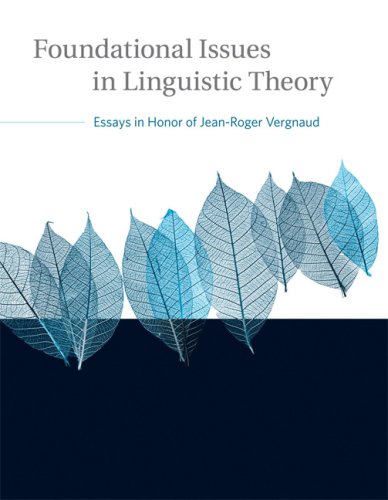 Foundational Issues
in Linguistic Theory
Essays in Honor of Jean-Roger Vergnaud